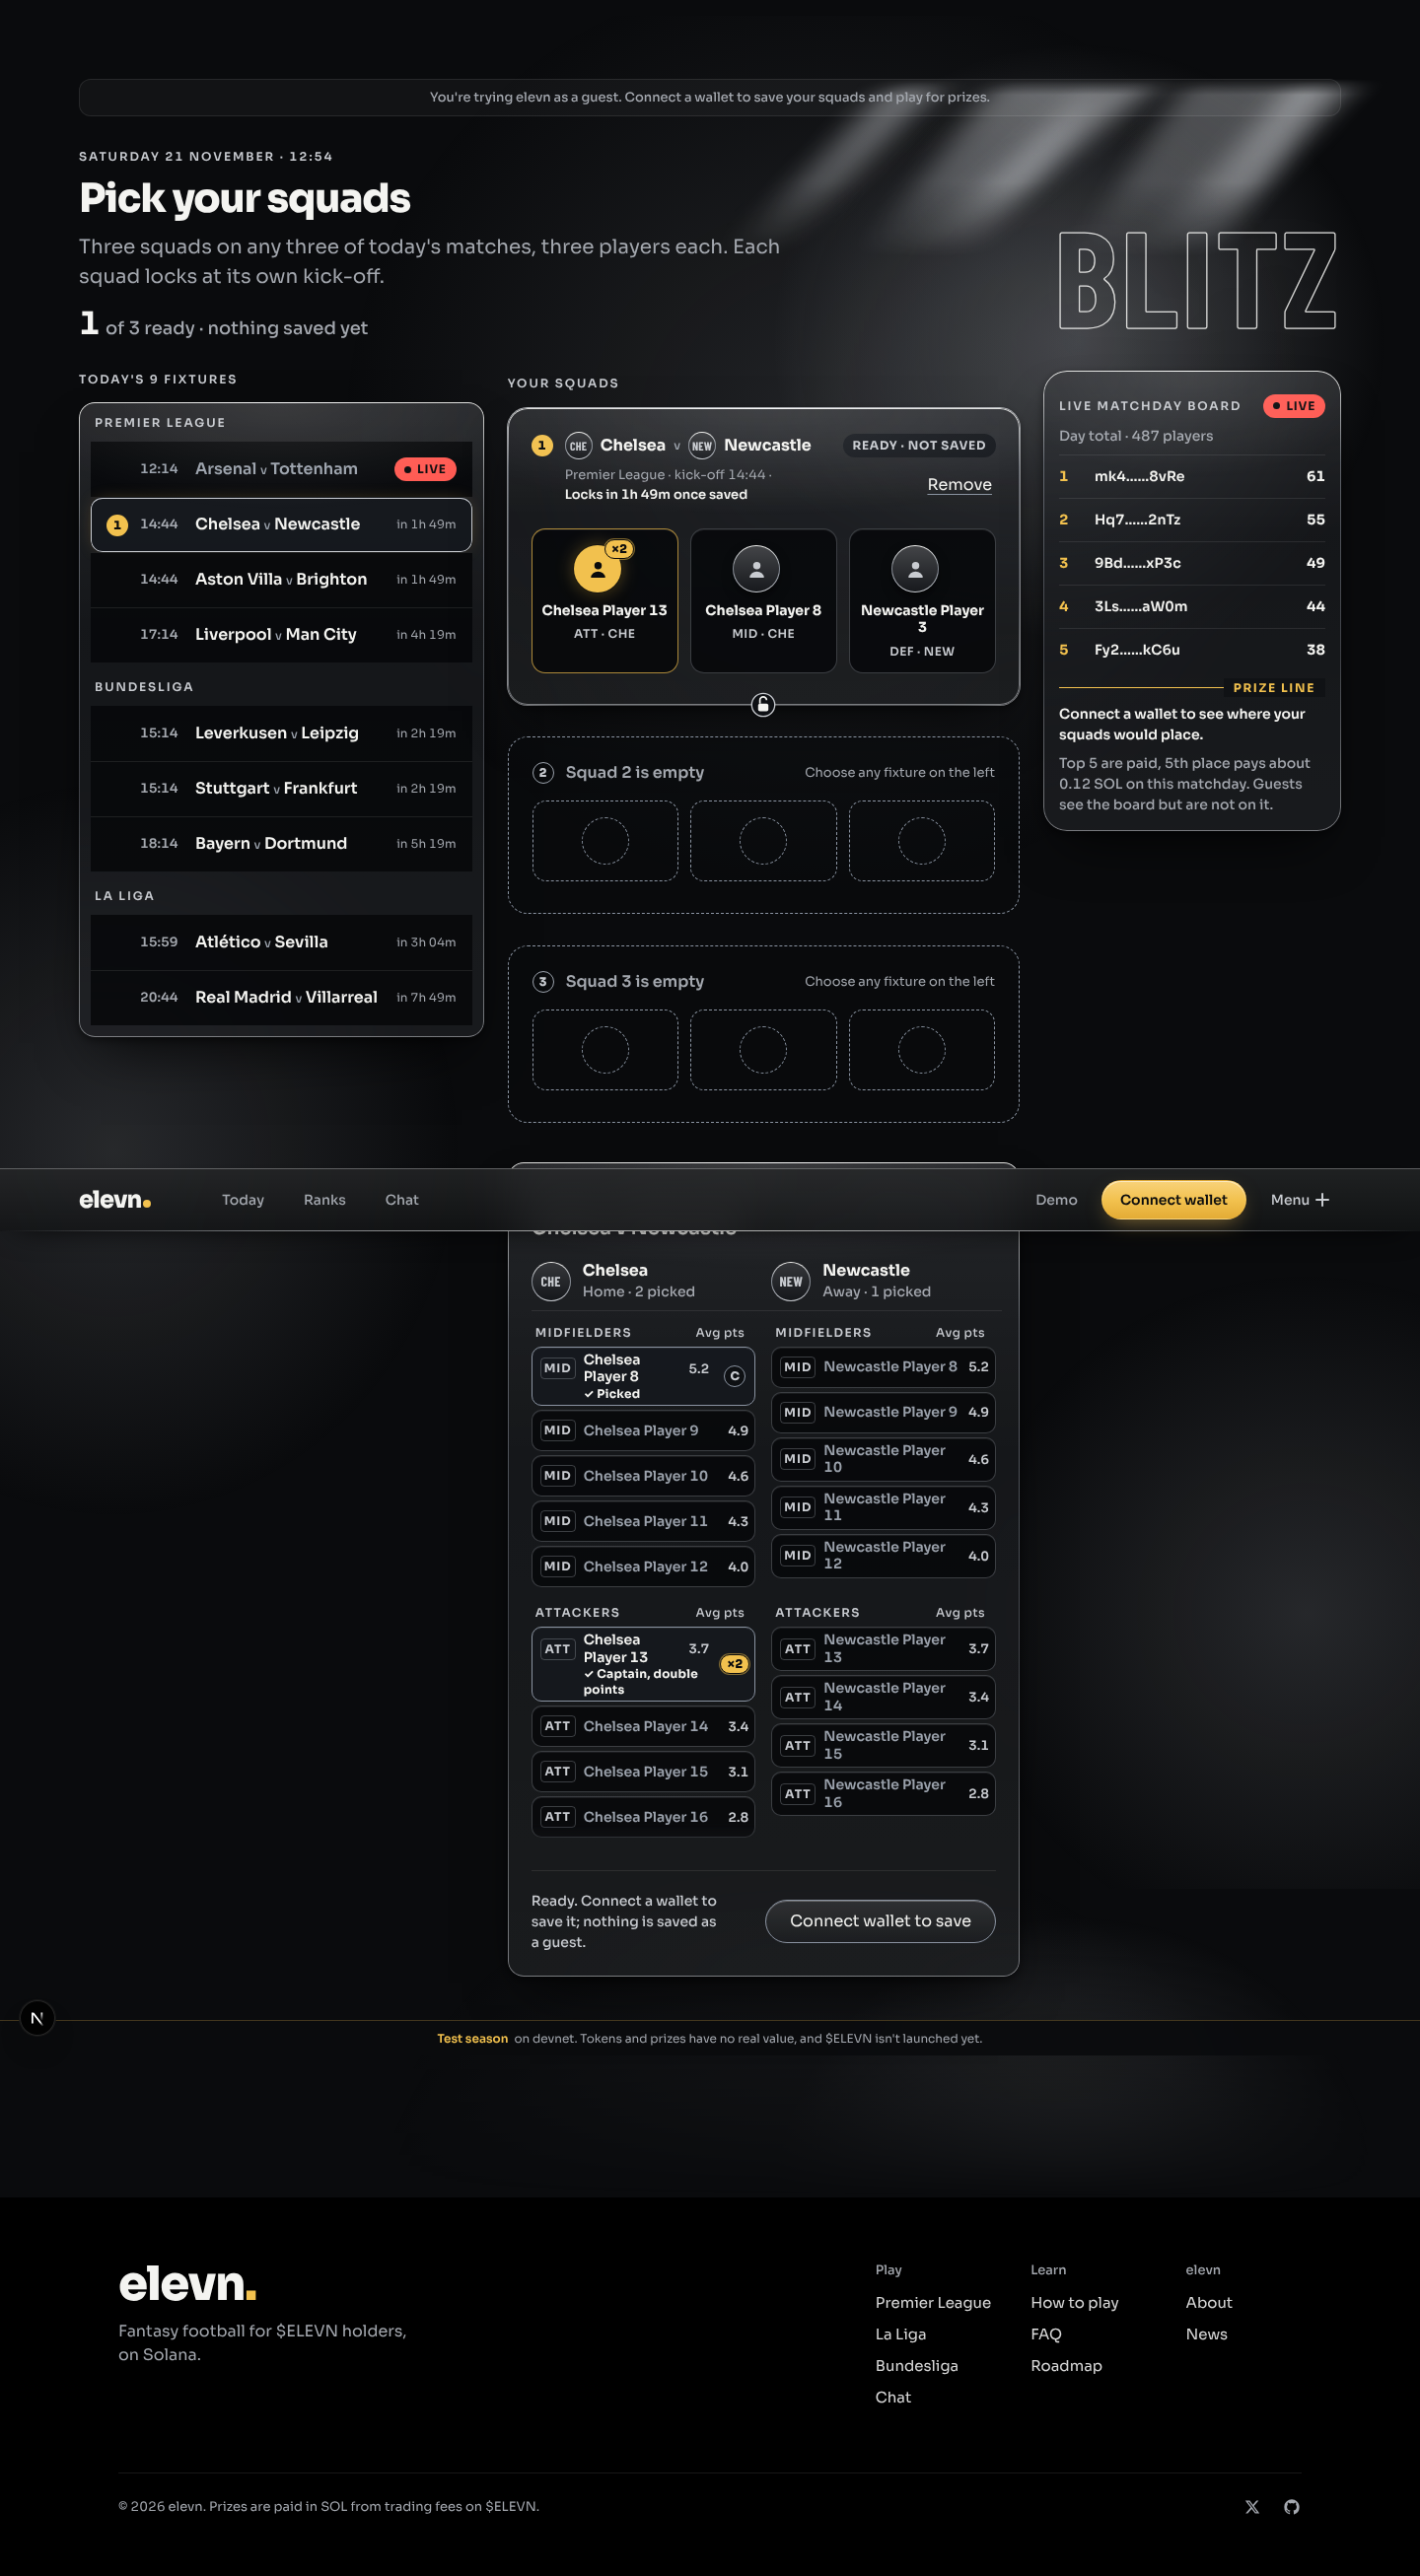 You're trying elevn as a guest. Connect a wallet to save your squads and play for prizes.
SATURDAY 21 NOVEMBER · 12:54
Pick your squads
Three squads on any three of today's matches, three players each. Each
squad locks at its own kick-off.
1 of 3 ready · nothing saved yet
BLITZ
TODAY'S 9 FIXTURES
PREMIER LEAGUE
12:14 Arsenal v Tottenham LIVE
1 14:44 Chelsea v Newcastle in 1h 49m
14:44 Aston Villa v Brighton in 1h 49m
17:14 Liverpool v Man City in 4h 19m
BUNDESLIGA
15:14 Leverkusen v Leipzig in 2h 19m
15:14 Stuttgart v Frankfurt in 2h 19m
18:14 Bayern v Dortmund in 5h 19m
LA LIGA
15:59 Atlético v Sevilla in 3h 04m
20:44 Real Madrid v Villarreal in 7h 49m
YOUR SQUADS
1 CHE Chelsea v NEW Newcastle READY · NOT SAVED
Premier League · kick-off 14:44 ·
Locks in 1h 49m once saved
Remove
×2
Chelsea Player 13
ATT · CHE
Chelsea Player 8
MID · CHE
Newcastle Player
3
DEF · NEW
2 Squad 2 is empty Choose any fixture on the left
3 Squad 3 is empty Choose any fixture on the left
LIVE MATCHDAY BOARD LIVE
Day total · 487 players
1 mk4......8vRe 61
2 Hq7......2nTz 55
3 9Bd......xP3c 49
4 3Ls......aW0m 44
5 Fy2......kC6u 38
PRIZE LINE
Connect a wallet to see where your
squads would place.
Top 5 are paid, 5th place pays about
0.12 SOL on this matchday. Guests
see the board but are not on it.
elevn. Today Ranks Chat Demo Connect wallet Menu
Chelsea v Newcastle
CHE Chelsea
Home · 2 picked
NEW Newcastle
Away · 1 picked
MIDFIELDERS Avg pts
MID Chelsea
Player 8 5.2 C
✓ Picked
MID Chelsea Player 9 4.9
MID Chelsea Player 10 4.6
MID Chelsea Player 11 4.3
MID Chelsea Player 12 4.0
MIDFIELDERS Avg pts
MID Newcastle Player 8 5.2
MID Newcastle Player 9 4.9
MID Newcastle Player
10 4.6
MID Newcastle Player
11 4.3
MID Newcastle Player
12 4.0
ATTACKERS Avg pts
ATT Chelsea
Player 13 3.7 ×2
✓ Captain, double
points
ATT Chelsea Player 14 3.4
ATT Chelsea Player 15 3.1
ATT Chelsea Player 16 2.8
ATTACKERS Avg pts
ATT Newcastle Player
13 3.7
ATT Newcastle Player
14 3.4
ATT Newcastle Player
15 3.1
ATT Newcastle Player
16 2.8
Ready. Connect a wallet to
save it; nothing is saved as
a guest.
Connect wallet to save
N
Test season on devnet. Tokens and prizes have no real value, and $ELEVN isn't launched yet.
elevn.
Fantasy football for $ELEVN holders,
on Solana.
Play
Premier League
La Liga
Bundesliga
Chat
Learn
How to play
FAQ
Roadmap
elevn
About
News
© 2026 elevn. Prizes are paid in SOL from trading fees on $ELEVN.